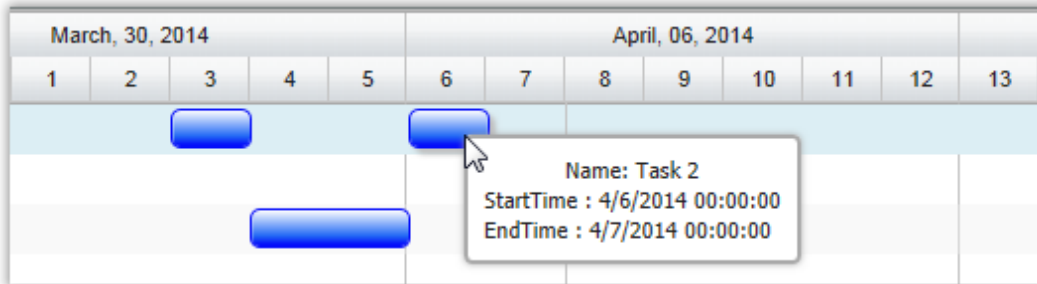 March, 30, 2014 April, 06, 2014
1 2 3 4 5 6 7 8 9 10 11 12 13
Name: Task 2
StartTime : 4/6/2014 00:00:00
EndTime : 4/7/2014 00:00:00